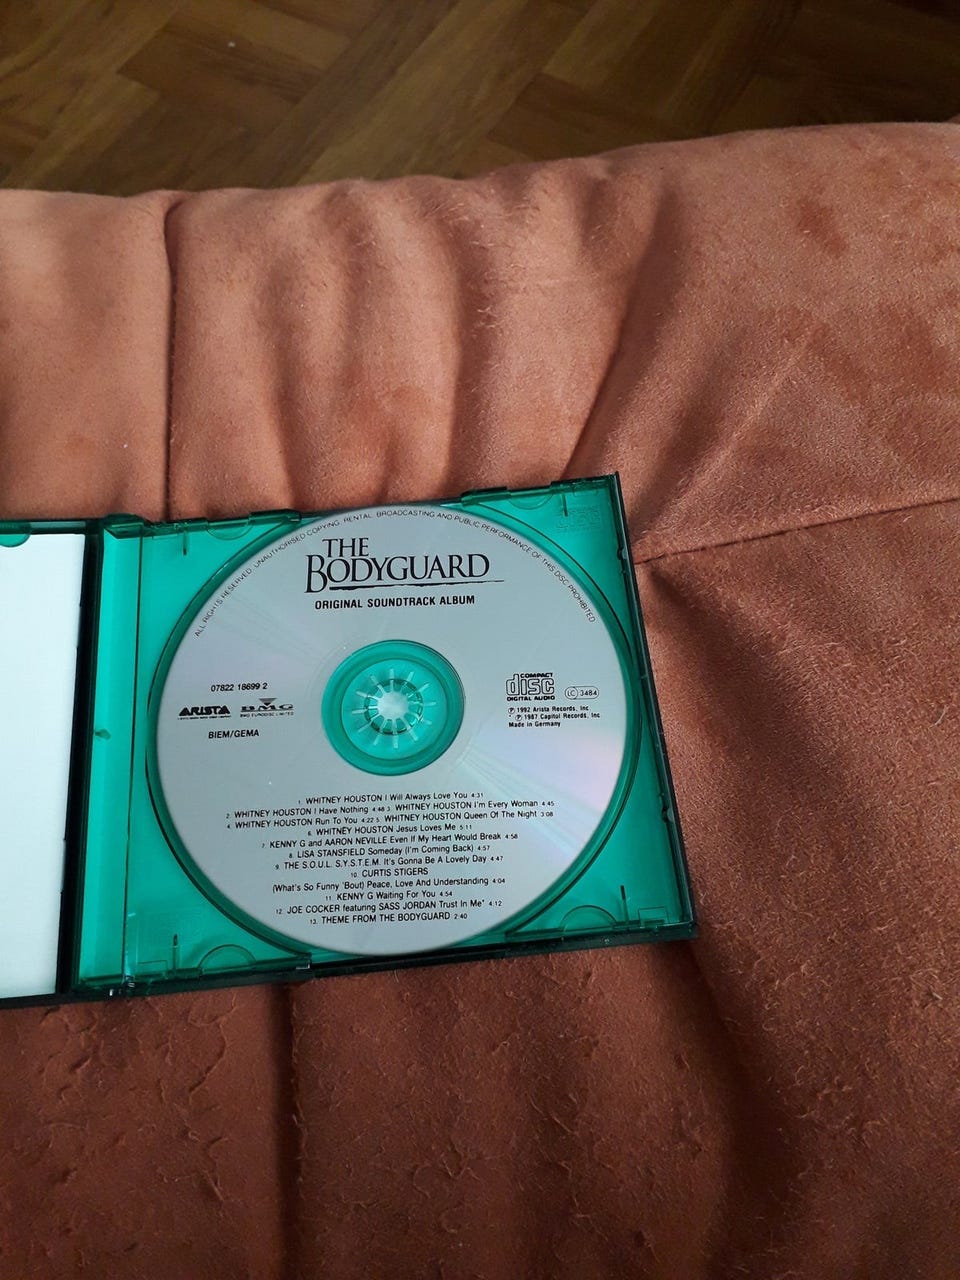 ALL RIGHTS RESERVED. UNAUTHORISED COPYING, RENTAL, BROADCASTING AND PUBLIC PERFORMANCE OF THIS DISC PROHIBITED
THE
BODYGUARD
ORIGINAL SOUNDTRACK ALBUM
07822 18699 2
ARISTA
BMG
BMG EURODISC LIMITED
BIEM/GEMA
COMPACT
disc
DIGITAL AUDIO
LC 3484
℗ 1992 Arista Records, Inc.
* ℗ 1987 Capitol Records, Inc.
Made in Germany
1. WHITNEY HOUSTON I Will Always Love You 4:31
2. WHITNEY HOUSTON I Have Nothing 4:48 3. WHITNEY HOUSTON I'm Every Woman 4:45
4. WHITNEY HOUSTON Run To You 4:22 5. WHITNEY HOUSTON Queen Of The Night 3:08
6. WHITNEY HOUSTON Jesus Loves Me 5:11
7. KENNY G and AARON NEVILLE Even If My Heart Would Break 4:58
8. LISA STANSFIELD Someday (I'm Coming Back) 4:57
9. THE S.O.U.L. S.Y.S.T.E.M. It's Gonna Be A Lovely Day 4:47
10. CURTIS STIGERS
(What's So Funny 'Bout) Peace, Love And Understanding 4:04
11. KENNY G Waiting For You 4:54
12. JOE COCKER featuring SASS JORDAN Trust In Me* 4:12
13. THEME FROM THE BODYGUARD 2:40